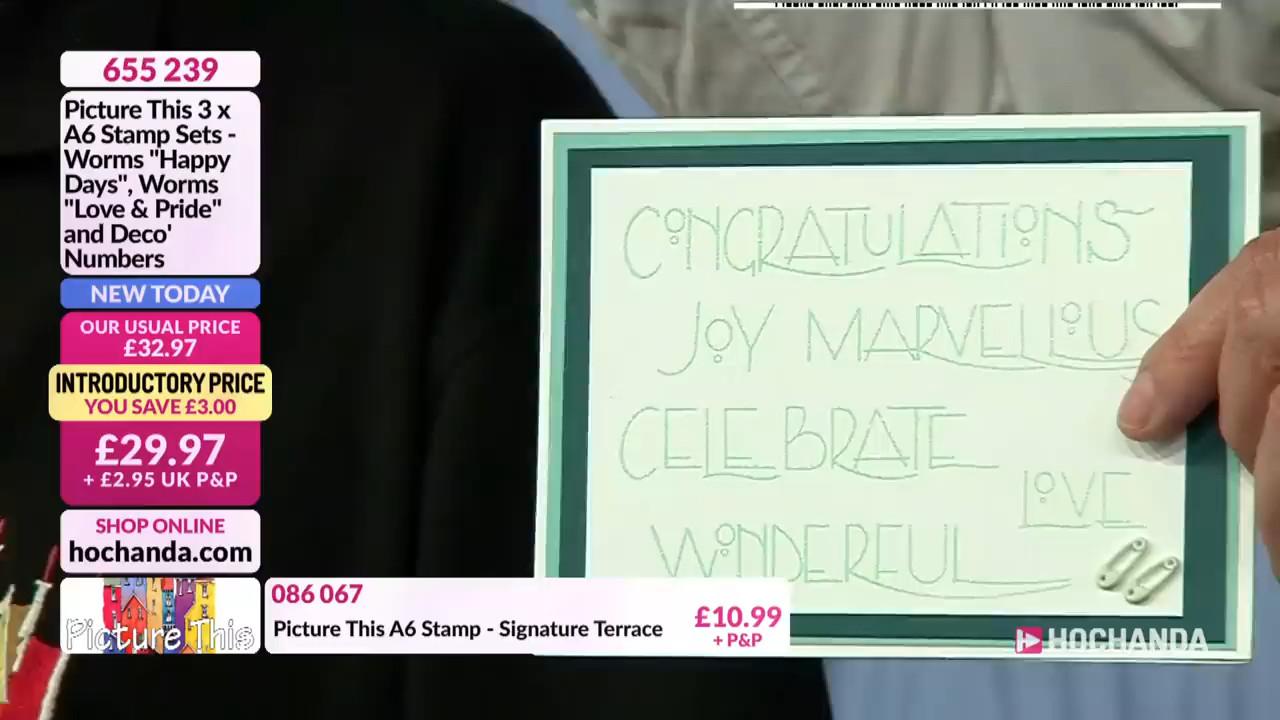 655 239
Picture This 3 x
A6 Stamp Sets -
Worms "Happy
Days", Worms
"Love & Pride"
and Deco'
Numbers
NEW TODAY
OUR USUAL PRICE
£32.97
INTRODUCTORY PRICE
YOU SAVE £3.00
£29.97
+ £2.95 UK P&P
SHOP ONLINE
hochanda.com
Picture This
086 067
Picture This A6 Stamp - Signature Terrace
£10.99
+ P&P
CONGRATULATIONS
JOY MARVELLOUS
CELEBRATE
LOVE
WONDERFUL
HOCHANDA